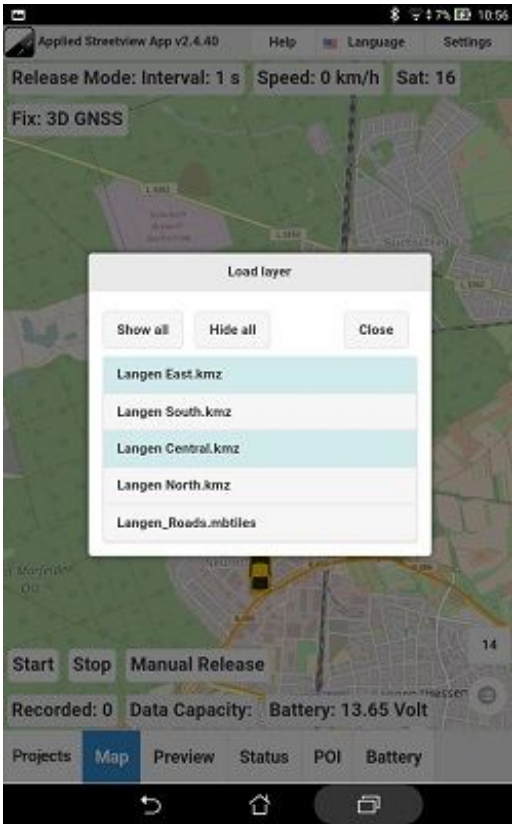 7% 10:56
Applied Streetview App v2.4.40 Help Language Settings
Release Mode: Interval: 1 s Speed: 0 km/h Sat: 16
Fix: 3D GNSS
Load layer
Show all Hide all Close
Langen East.kmz
Langen South.kmz
Langen Central.kmz
Langen North.kmz
Langen_Roads.mbtiles
14
Start Stop Manual Release
Recorded: 0 Data Capacity: Battery: 13.65 Volt
Projects Map Preview Status POI Battery